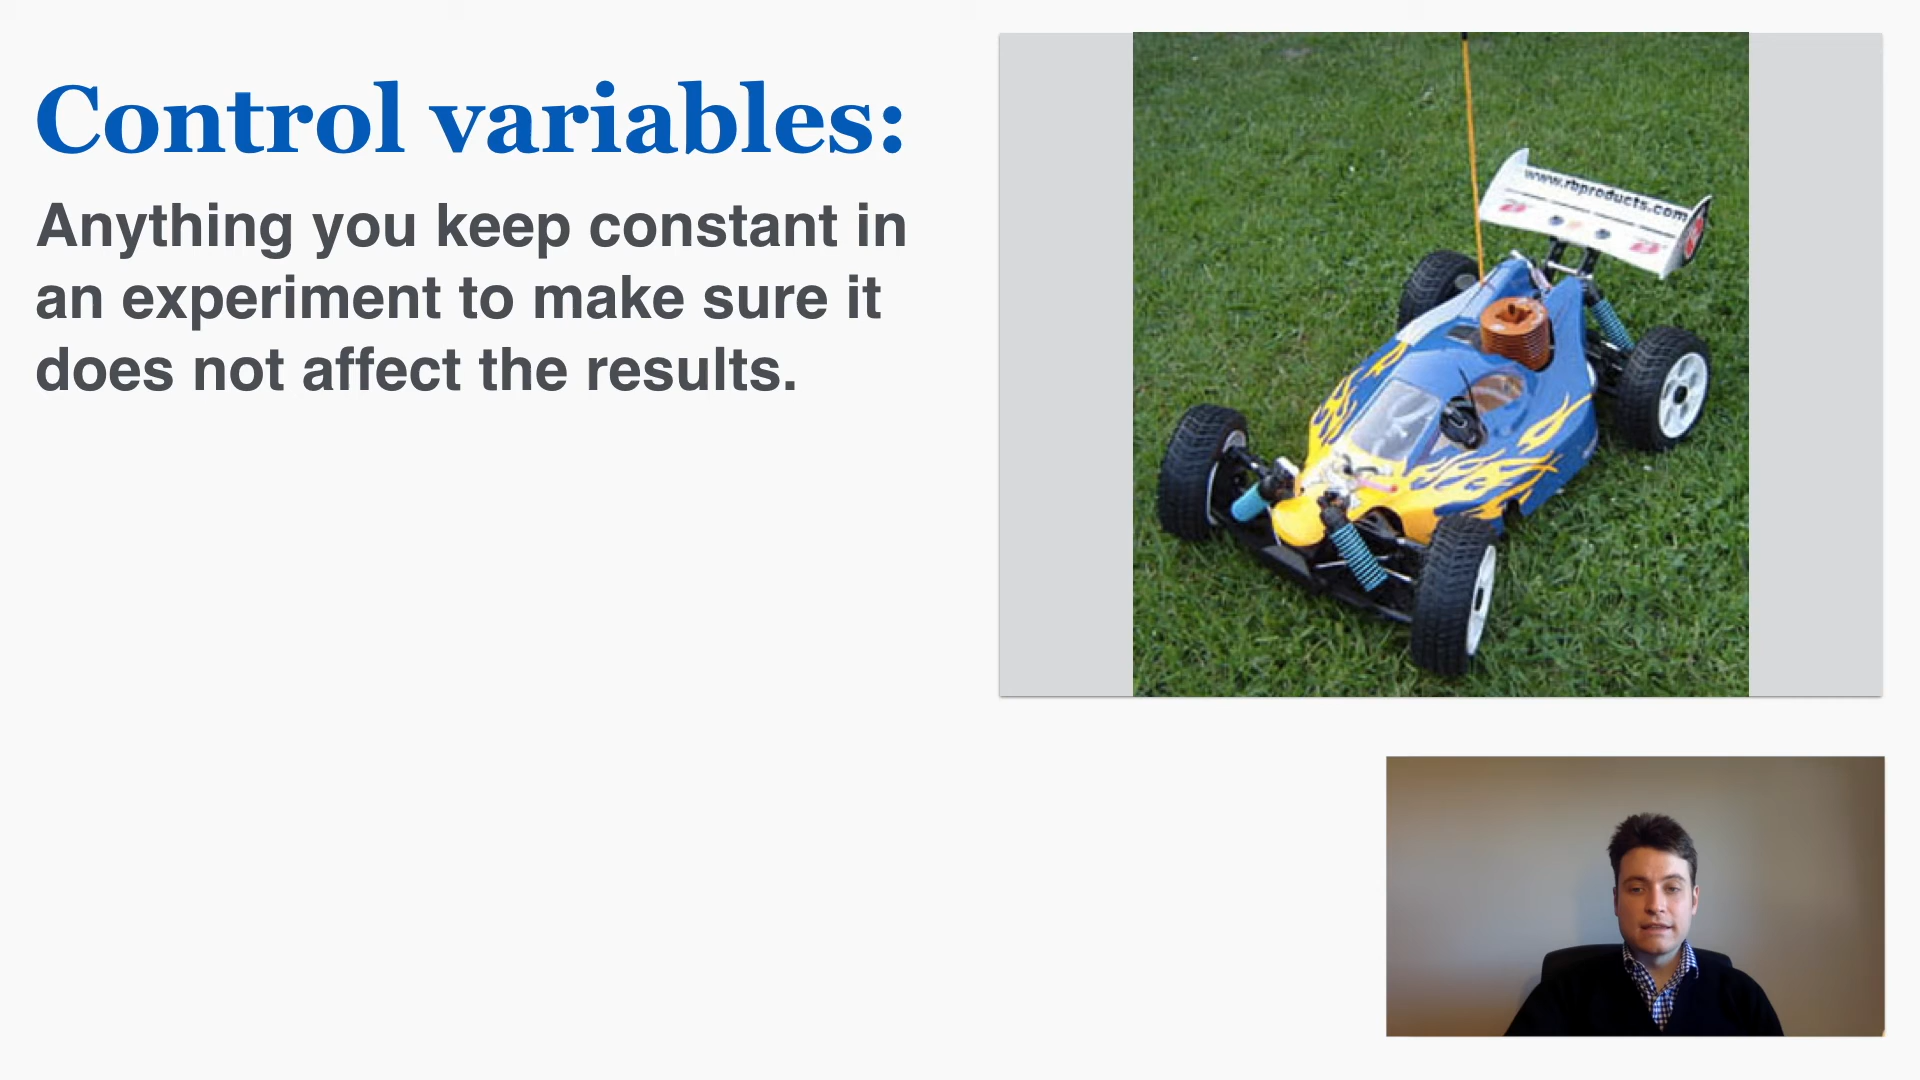 Control variables:
Anything you keep constant in
an experiment to make sure it
does not affect the results.
www.rbproducts.com